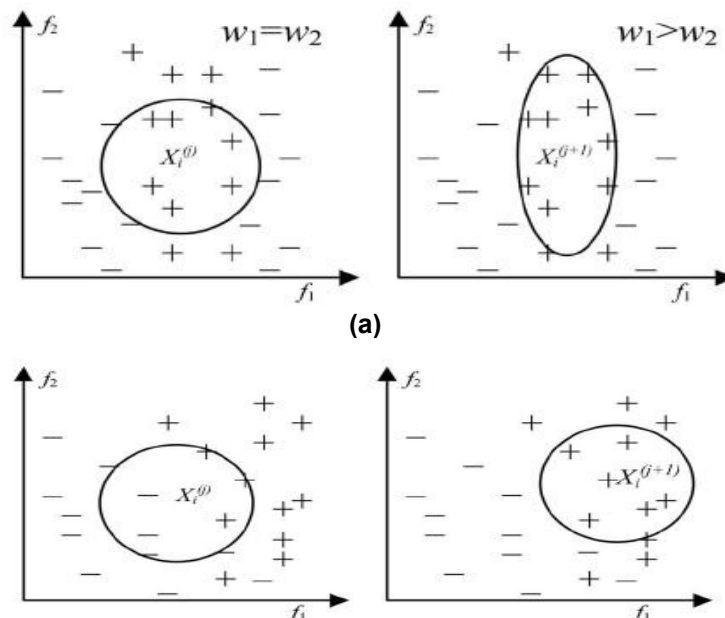 f₂ w₁=w₂ f₂ w₁>w₂
Xᵢ⁽ʲ⁾ Xᵢ⁽ʲ⁺¹⁾
f₁ f₁
(a)
f₂ f₂
Xᵢ⁽ʲ⁾ Xᵢ⁽ʲ⁺¹⁾
f₁ f₁